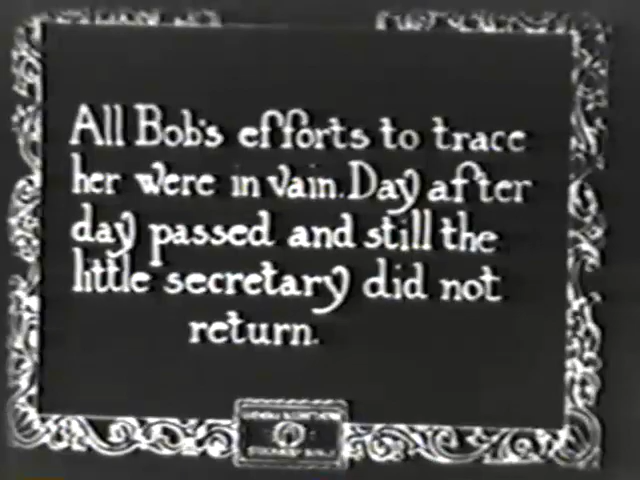 All Bob's efforts to trace
her were in vain. Day after
day passed and still the
little secretary did not
return.